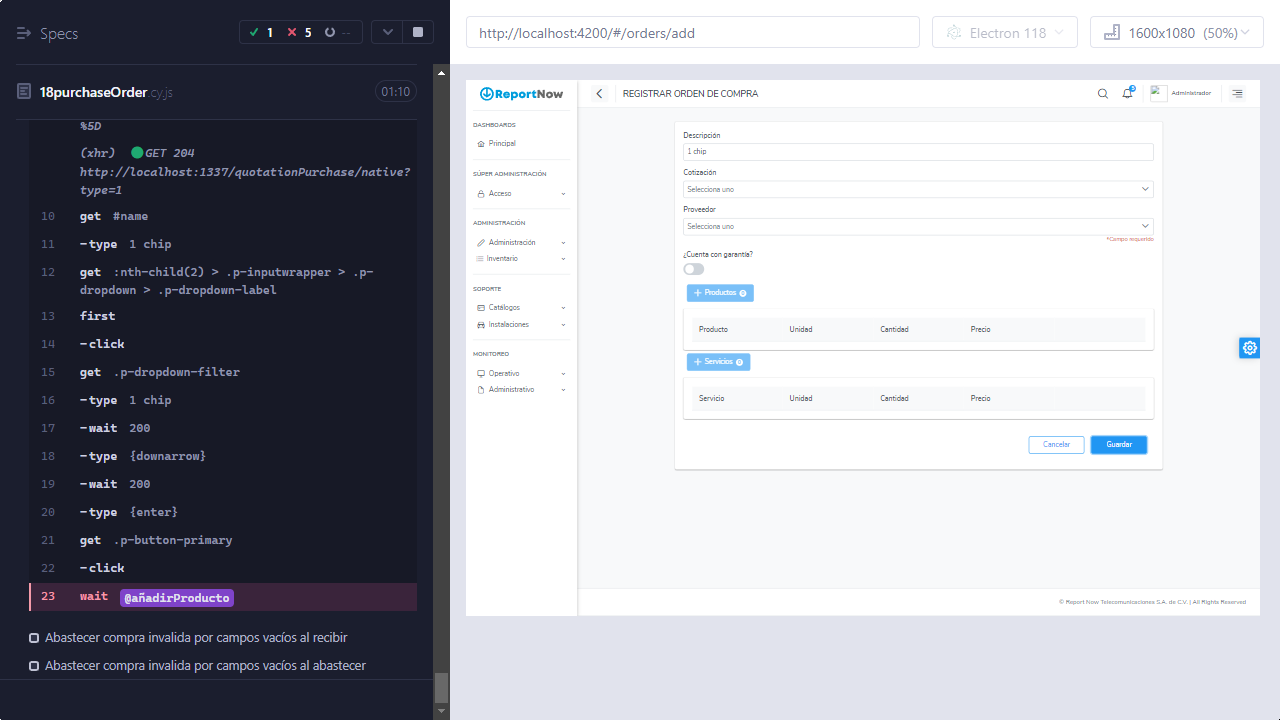 Specs
1
5
--
18purchaseOrder.cy.js
01:10
%5D
(xhr) GET 204
http://localhost:1337/quotationPurchase/native?
type=1
10 get #name
11 -type 1 chip
12 get :nth-child(2) > .p-inputwrapper > .p-
dropdown > .p-dropdown-label
13 first
14 -click
15 get .p-dropdown-filter
16 -type 1 chip
17 -wait 200
18 -type {downarrow}
19 -wait 200
20 -type {enter}
21 get .p-button-primary
22 -click
23 wait @añadirProducto
Abastecer compra invalida por campos vacíos al recibir
Abastecer compra invalida por campos vacíos al abastecer
http://localhost:4200/#/orders/add
Electron 118
1600x1080 (50%)
ReportNow
REGISTRAR ORDEN DE COMPRA
Administrador
DASHBOARDS
Principal
SÚPER ADMINISTRACIÓN
Acceso
ADMINISTRACIÓN
Administración
Inventario
SOPORTE
Catálogos
Instalaciones
MONITOREO
Operativo
Administrativo
Descripción
1 chip
Cotización
Selecciona uno
Proveedor
Selecciona uno
*Campo requerido
¿Cuenta con garantía?
+ Productos 0
Producto Unidad Cantidad Precio
+ Servicios 0
Servicio Unidad Cantidad Precio
Cancelar Guardar
© Report Now Telecomunicaciones S.A. de C.V. | All Rights Reserved